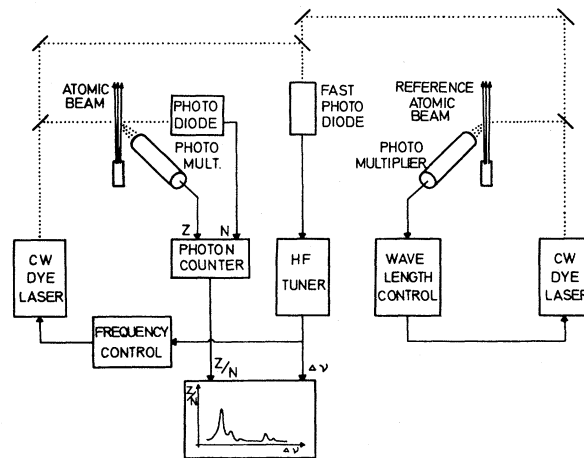 ATOMIC
BEAM
PHOTO
DIODE
FAST
PHOTO
DIODE
REFERENCE
ATOMIC
BEAM
PHOTO
MULT.
PHOTO
MULTIPLIER
Z
N
CW
DYE
LASER
PHOTON
COUNTER
HF
TUNER
WAVE
LENGTH
CONTROL
CW
DYE
LASER
FREQUENCY
CONTROL
Z/N
Δν
Z/N
Δν